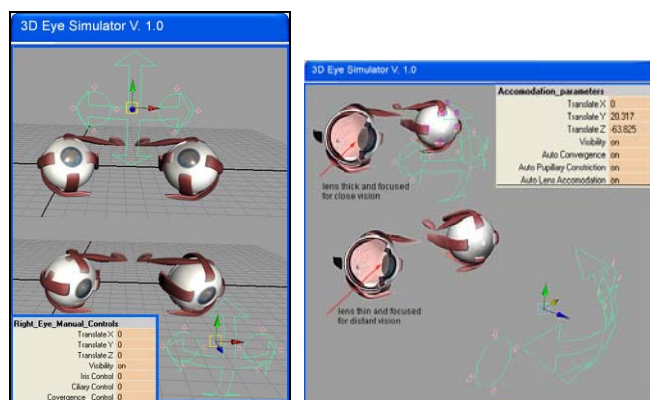 3D Eye Simulator V. 1.0
Right_Eye_Manual_Controls
Translate X 0
Translate Y 0
Translate Z 0
Visibility on
Iris Control 0
Ciliary Control 0
Covergence Control 0
3D Eye Simulator V. 1.0
Accomodation_parameters
Translate X 0
Translate Y 20.317
Translate Z -63.825
Visibility on
Auto Convergence on
Auto Pupillary Constriction on
Auto Lens Accomodation on
lens thick and focused
for close vision
lens thin and focused
for distant vision